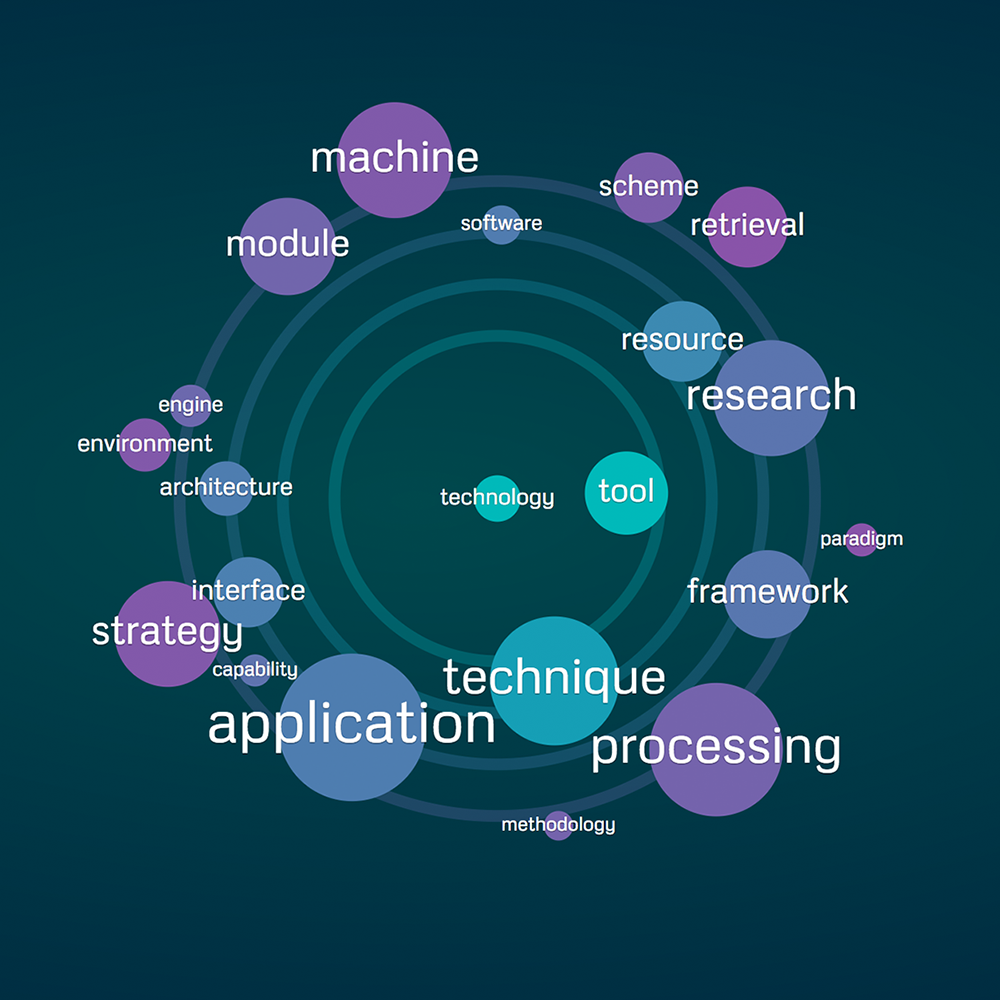 machine
scheme
software
retrieval
module
resource
research
engine
environment
architecture
technology
tool
paradigm
interface
framework
strategy
capability
technique
application
processing
methodology